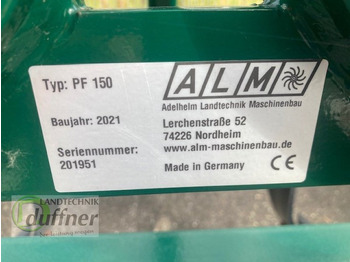 Typ: PF 150
ALM
Adelheim Landtechnik Maschinenbau
Baujahr: 2021
Lerchenstraße 52
74226 Nordheim
Seriennummer:
201951
www.alm-maschinenbau.de
Made in Germany CE
LANDTECHNIK
duffner